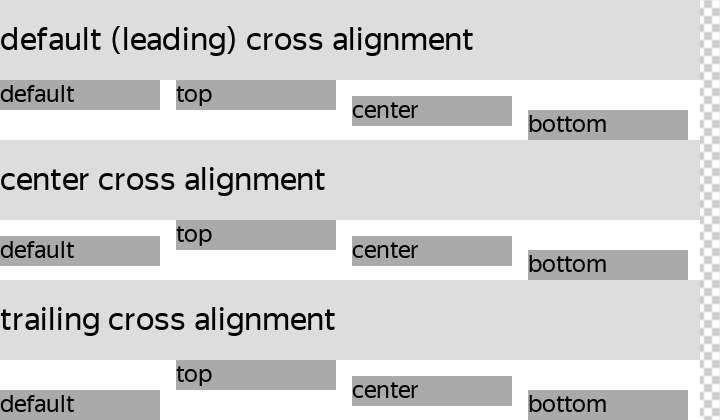 default (leading) cross alignment
default top center bottom
center cross alignment
default top center bottom
trailing cross alignment
default top center bottom